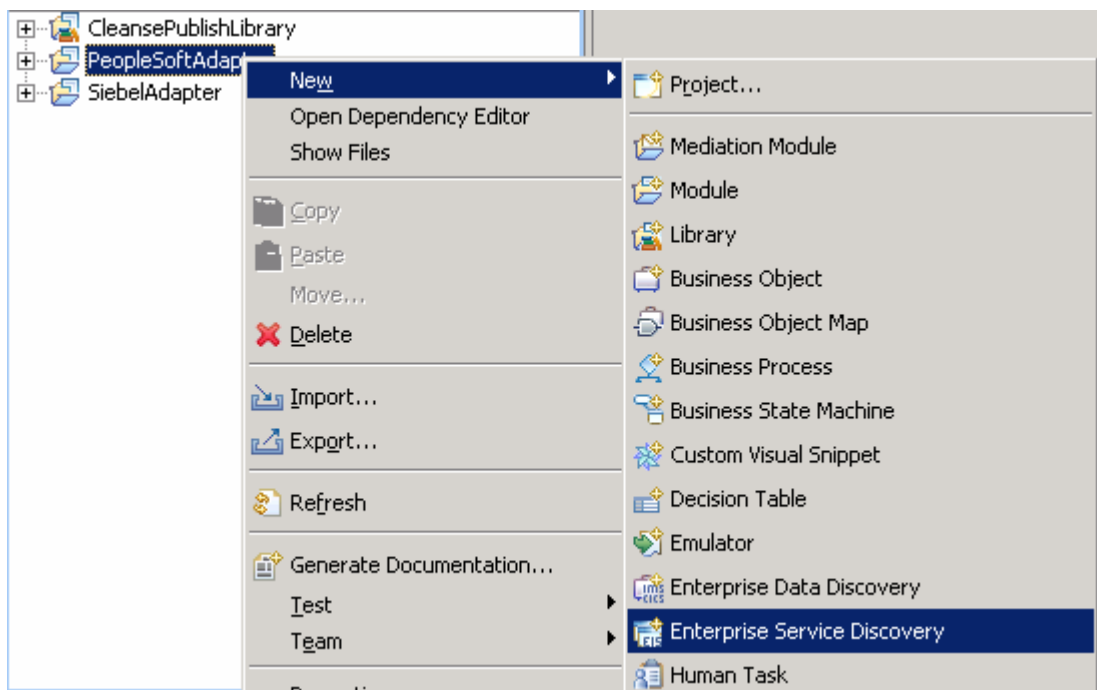 CleansePublishLibrary
PeopleSoftAdapt
SiebelAdapter
New
Open Dependency Editor
Show Files
Copy
Paste
Move...
Delete
Import...
Export...
Refresh
Generate Documentation...
Test
Team
Project...
Mediation Module
Module
Library
Business Object
Business Object Map
Business Process
Business State Machine
Custom Visual Snippet
Decision Table
Emulator
Enterprise Data Discovery
Enterprise Service Discovery
Human Task